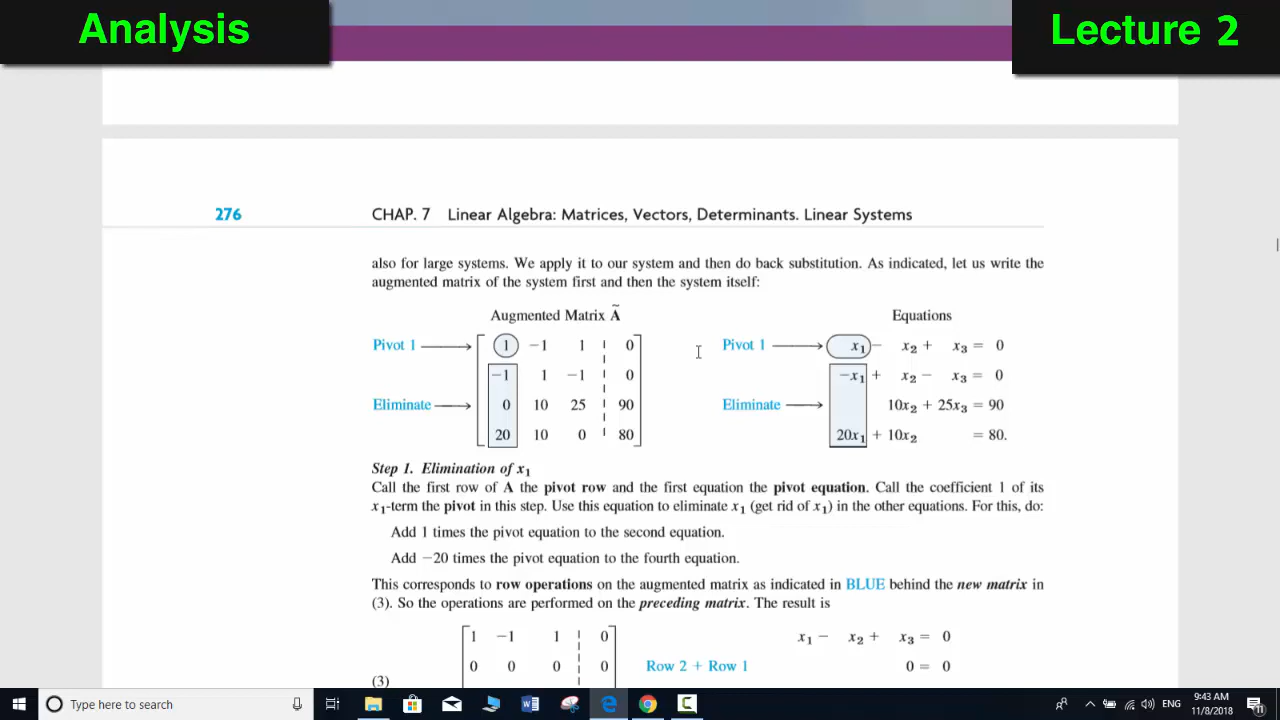 Analysis
Lecture 2
276 CHAP. 7 Linear Algebra: Matrices, Vectors, Determinants. Linear Systems
also for large systems. We apply it to our system and then do back substitution. As indicated, let us write the
augmented matrix of the system first and then the system itself:
Augmented Matrix Ã Equations
Pivot 1 1 −1 1 0 Pivot 1 x₁ − x₂ + x₃ = 0
−1 1 −1 0 −x₁ + x₂ − x₃ = 0
Eliminate 0 10 25 90 Eliminate 10x₂ + 25x₃ = 90
20 10 0 80 20x₁ + 10x₂ = 80.
Step 1. Elimination of x₁
Call the first row of A the pivot row and the first equation the pivot equation. Call the coefficient 1 of its
x₁-term the pivot in this step. Use this equation to eliminate x₁ (get rid of x₁) in the other equations. For this, do:
Add 1 times the pivot equation to the second equation.
Add −20 times the pivot equation to the fourth equation.
This corresponds to row operations on the augmented matrix as indicated in BLUE behind the new matrix in
(3). So the operations are performed on the preceding matrix. The result is
1 −1 1 0 x₁ − x₂ + x₃ = 0
0 0 0 0 Row 2 + Row 1 0 = 0
(3)
Type here to search
ENG
9:43 AM
11/8/2018